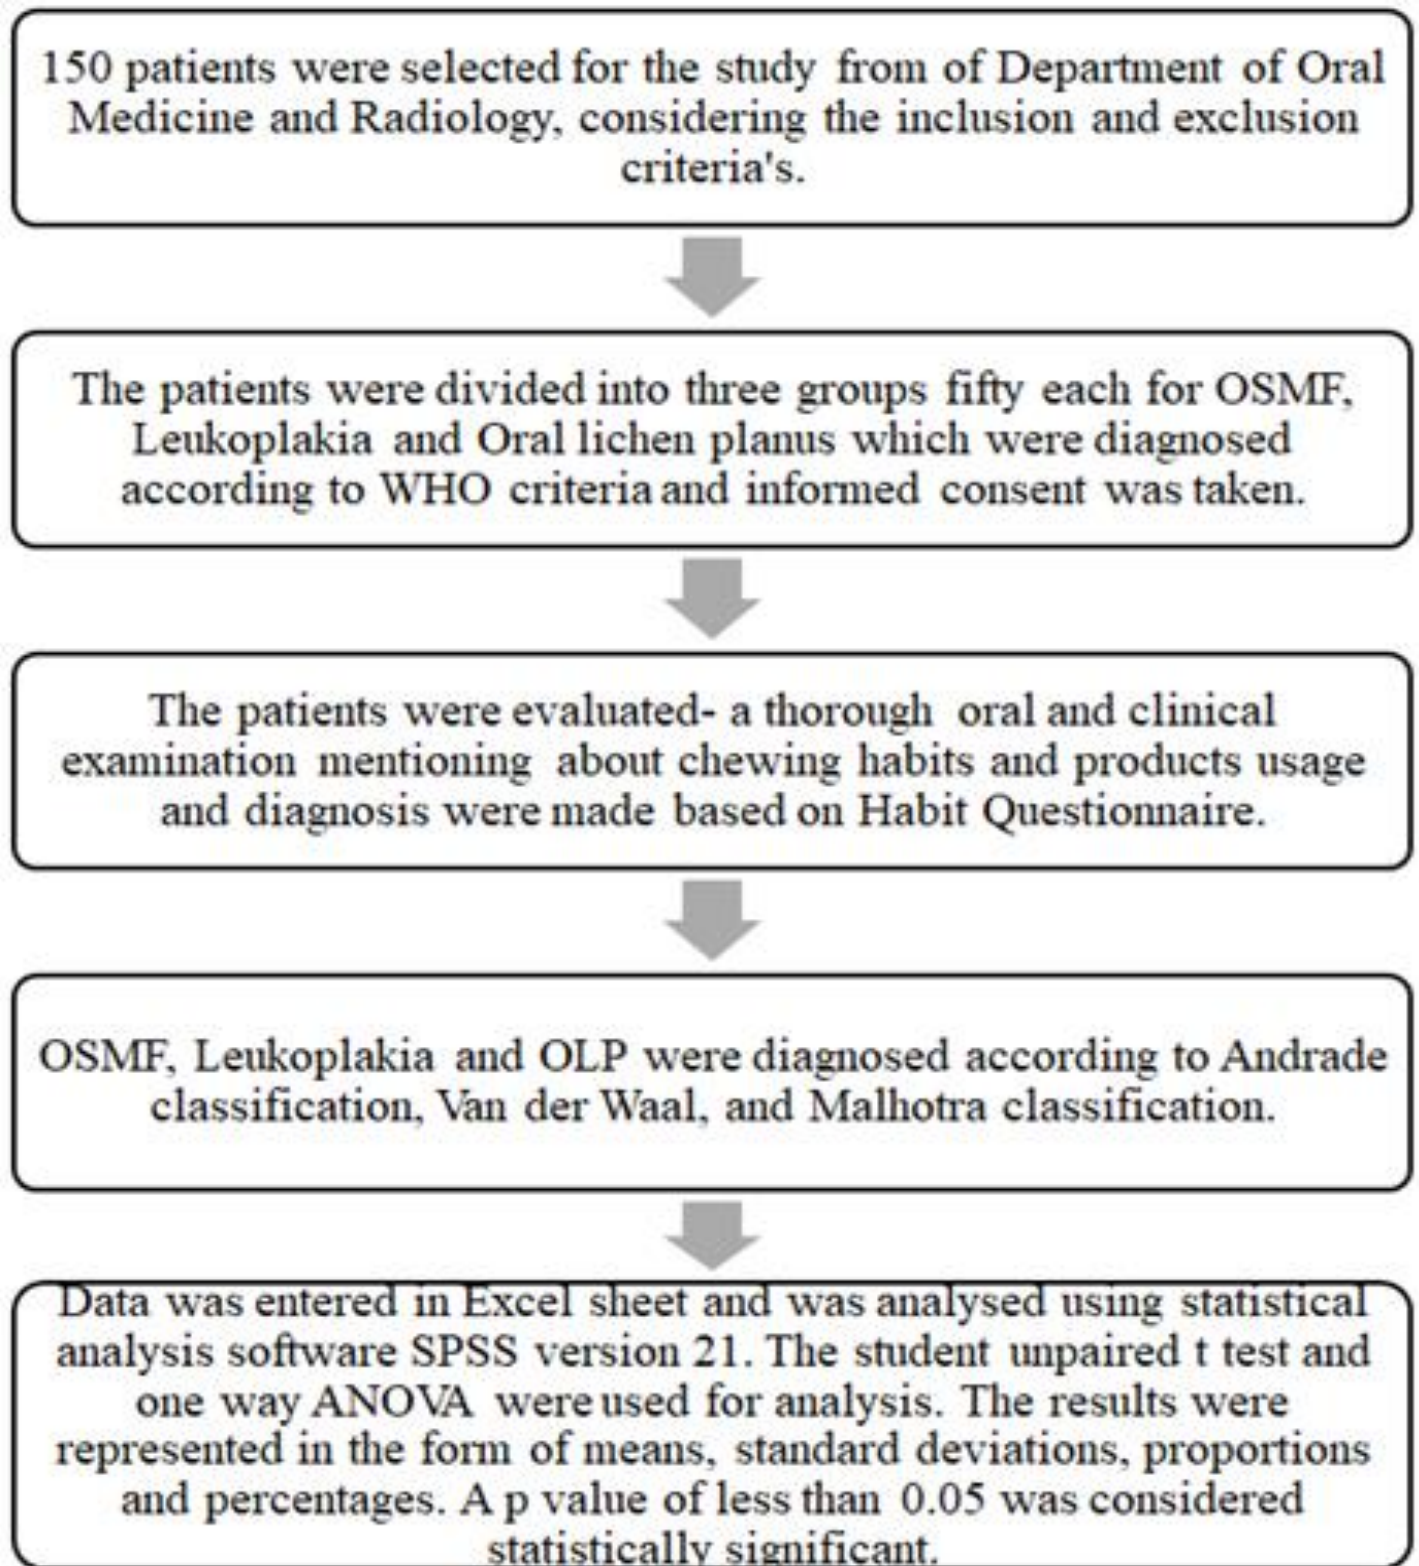 150 patients were selected for the study from of Department of Oral
Medicine and Radiology, considering the inclusion and exclusion
criteria's.
The patients were divided into three groups fifty each for OSMF,
Leukoplakia and Oral lichen planus which were diagnosed
according to WHO criteria and informed consent was taken.
The patients were evaluated- a thorough oral and clinical
examination mentioning about chewing habits and products usage
and diagnosis were made based on Habit Questionnaire.
OSMF, Leukoplakia and OLP were diagnosed according to Andrade
classification, Van der Waal, and Malhotra classification.
Data was entered in Excel sheet and was analysed using statistical
analysis software SPSS version 21. The student unpaired t test and
one way ANOVA were used for analysis. The results were
represented in the form of means, standard deviations, proportions
and percentages. A p value of less than 0.05 was considered
statistically significant.